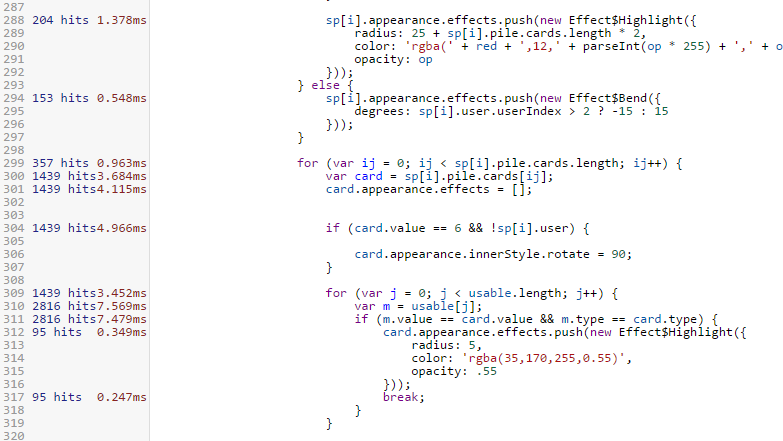 287
288 204 hits 1.378ms sp[i].appearance.effects.push(new Effect$Highlight({
289 radius: 25 + sp[i].pile.cards.length * 2,
290 color: 'rgba(' + red + ',12,' + parseInt(op * 255) + ',' + o
291 opacity: op
292 }));
293 } else {
294 153 hits 0.548ms sp[i].appearance.effects.push(new Effect$Bend({
295 degrees: sp[i].user.userIndex > 2 ? -15 : 15
296 }));
297 }
298
299 357 hits 0.963ms for (var ij = 0; ij < sp[i].pile.cards.length; ij++) {
300 1439 hits3.684ms var card = sp[i].pile.cards[ij];
301 1439 hits4.115ms card.appearance.effects = [];
302
303
304 1439 hits4.966ms if (card.value == 6 && !sp[i].user) {
305
306 card.appearance.innerStyle.rotate = 90;
307 }
308
309 1439 hits3.452ms for (var j = 0; j < usable.length; j++) {
310 2816 hits7.569ms var m = usable[j];
311 2816 hits7.479ms if (m.value == card.value && m.type == card.type) {
312 95 hits 0.349ms card.appearance.effects.push(new Effect$Highlight({
313 radius: 5,
314 color: 'rgba(35,170,255,0.55)',
315 opacity: .55
316 }));
317 95 hits 0.247ms break;
318 }
319 }
320